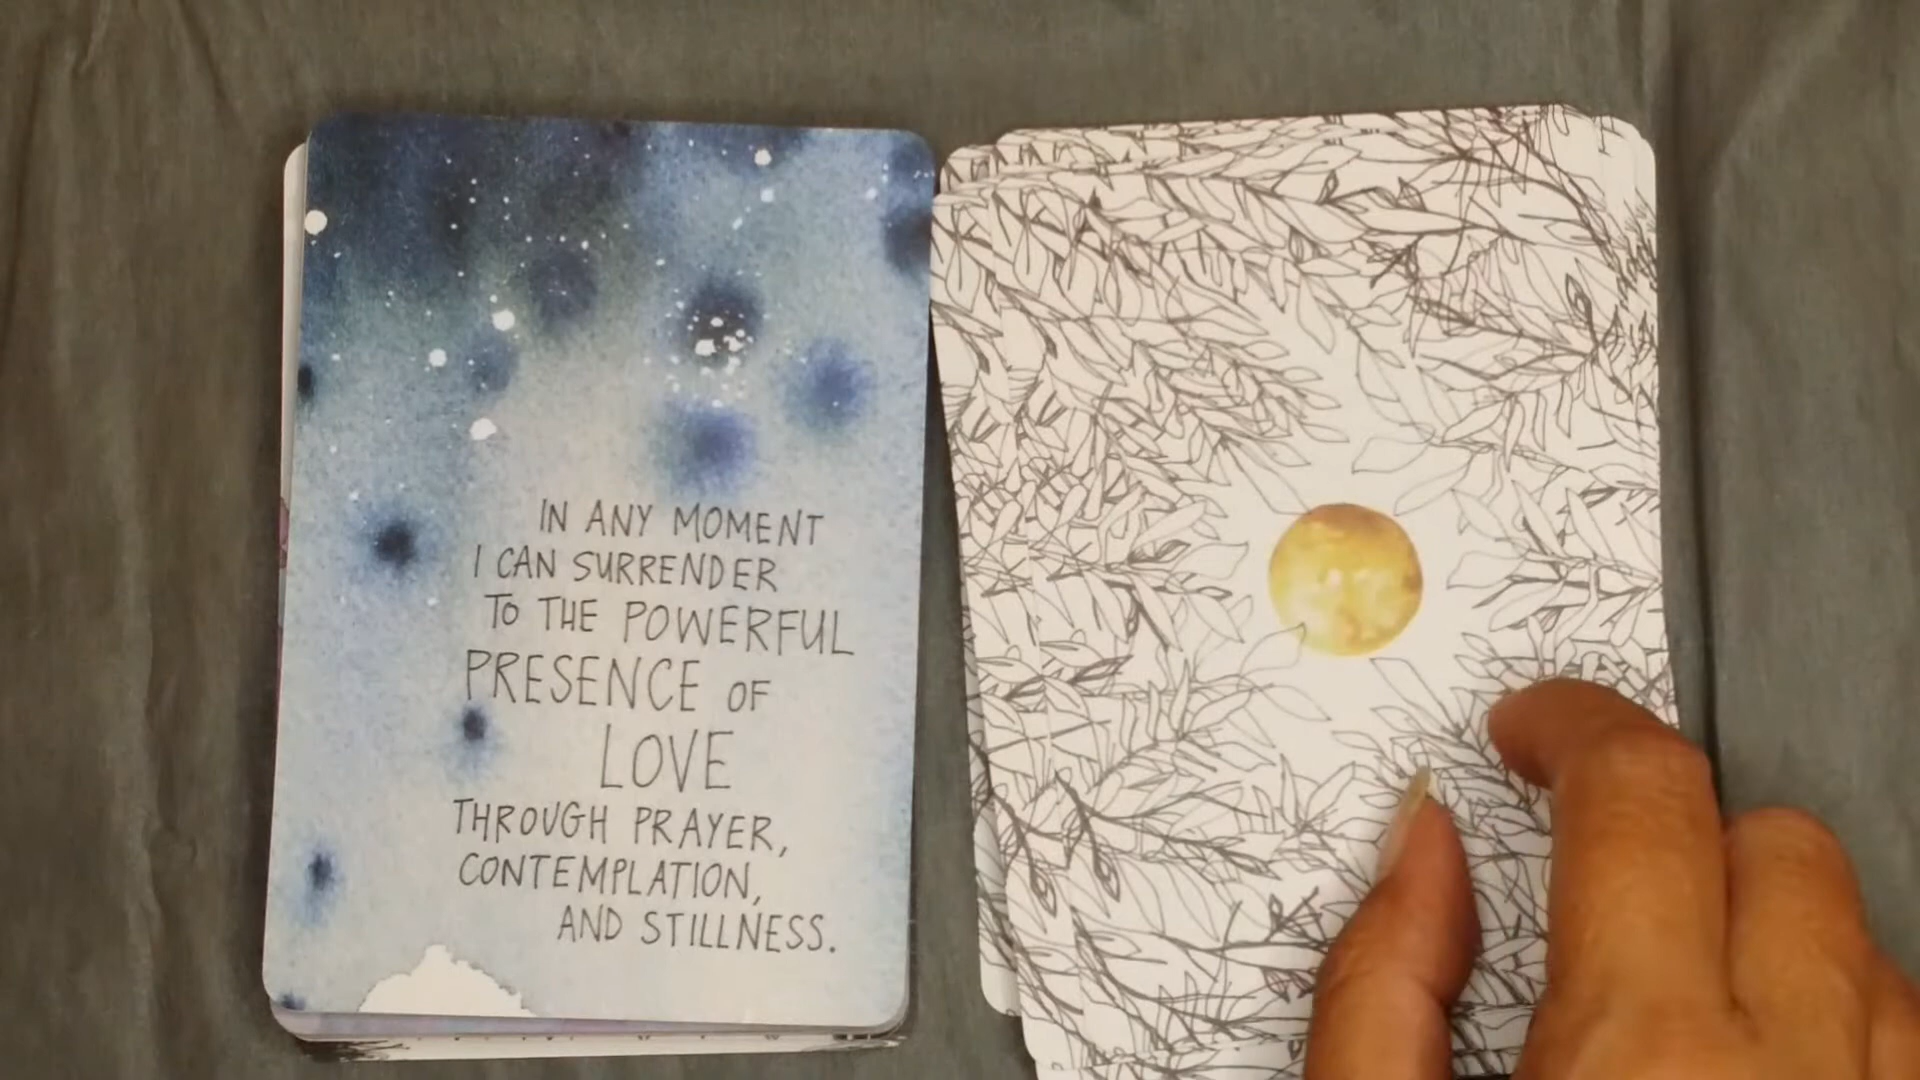 IN ANY MOMENT
I CAN SURRENDER
TO THE POWERFUL
PRESENCE OF
LOVE
THROUGH PRAYER,
CONTEMPLATION,
AND STILLNESS.